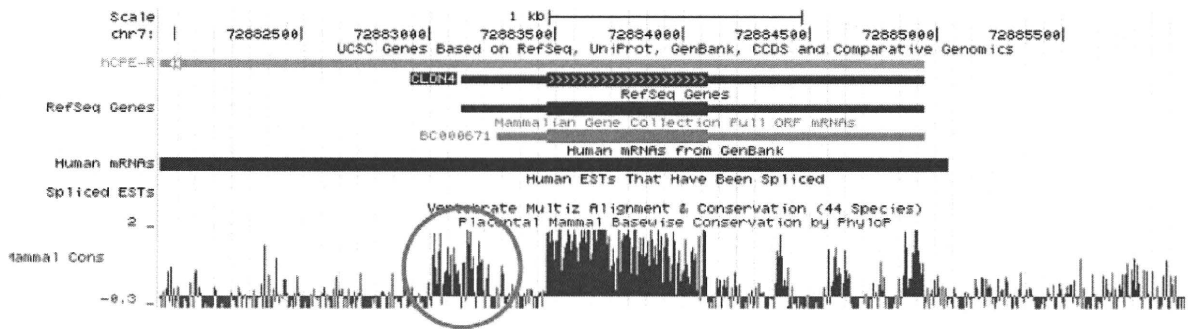 Scale 1 kb
chr7: 72882500 72883000 72883500 72884000 72884500 72885000 72885500
UCSC Genes Based on RefSeq, UniProt, GenBank, CCDS and Comparative Genomics
hCPE-R
CLDN4
RefSeq Genes
RefSeq Genes
Mammalian Gene Collection Full ORF mRNAs
BC000671
Human mRNAs from GenBank
Human mRNAs
Human ESTs That Have Been Spliced
Spliced ESTs
Vertebrate Multiz Alignment & Conservation (44 Species)
2 _
Placental Mammal Basewise Conservation by PhyloP
Mammal Cons
-0.3 _